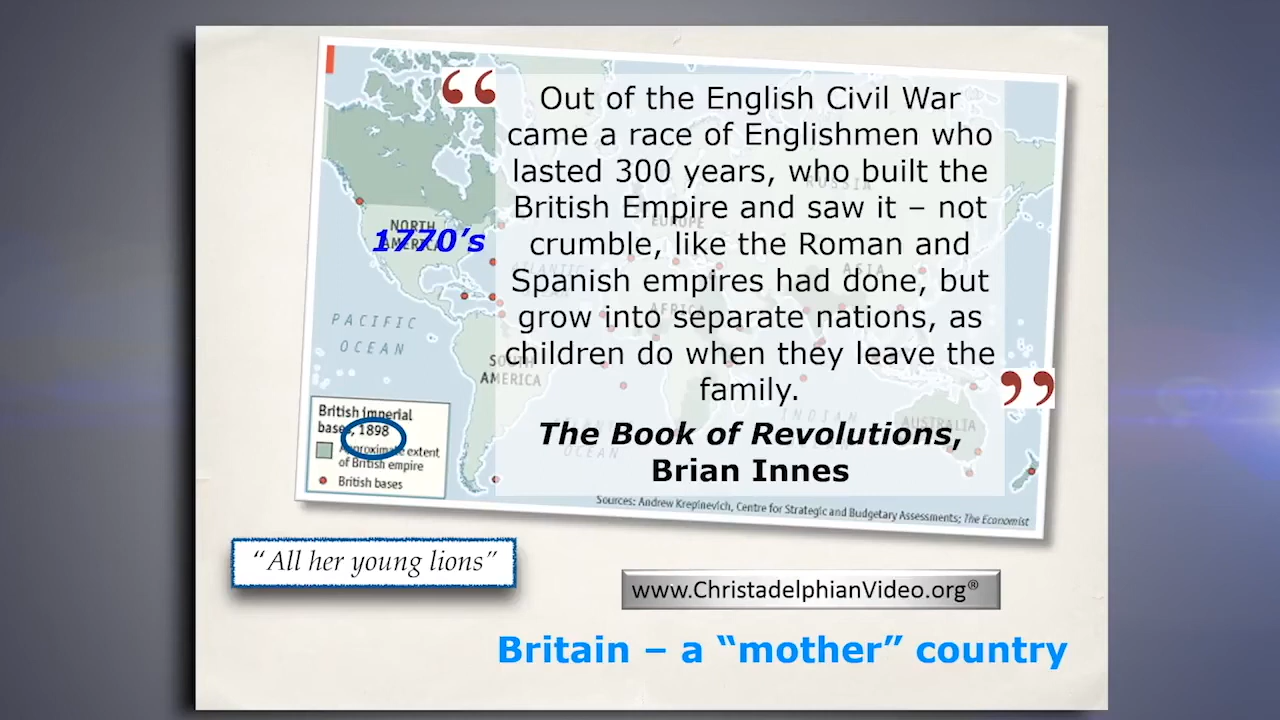 “
Out of the English Civil War
came a race of Englishmen who
lasted 300 years, who built the
British Empire and saw it – not
crumble, like the Roman and
Spanish empires had done, but
grow into separate nations, as
children do when they leave the
family.
”
The Book of Revolutions,
Brian Innes
1770’s
NORTH
AMERICA
RUSSIA
EUROPE
ATLANTIC
ASIA
AFRICA
PACIFIC
OCEAN
SOUTH
AMERICA
INDIAN
OCEAN
AUSTRALIA
British imperial
bases, 1898
Approximate extent
of British empire
British bases
Sources: Andrew Krepinevich, Centre for Strategic and Budgetary Assessments; The Economist
“All her young lions”
www.ChristadelphianVideo.org®
Britain – a “mother” country